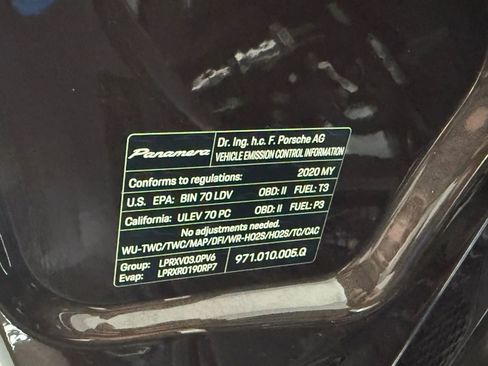 Panamera
Dr. Ing. h.c. F. Porsche AG
VEHICLE EMISSION CONTROL INFORMATION
Conforms to regulations: 2020 MY
U.S. EPA: BIN 70 LDV OBD: II FUEL: T3
California: ULEV 70 PC OBD: II FUEL: P3
No adjustments needed.
WU-TWC/TWC/MAP/DFI/WR-HO2S/HO2S/TC/CAC
Group: LPRXV03.0PV6
Evap: LPRXR0190RP7
971.010.005.Q